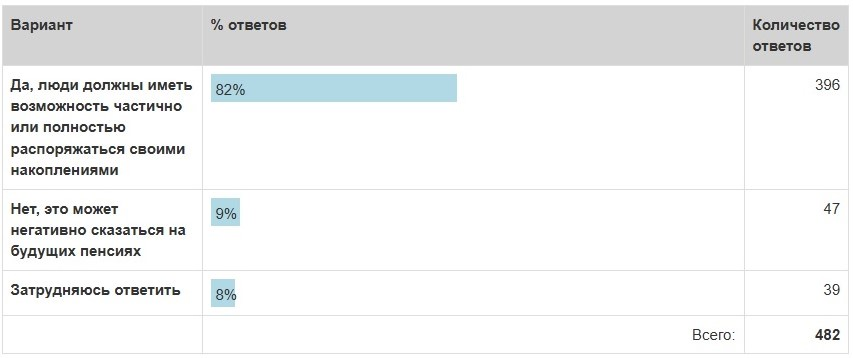 Вариант
% ответов
Количество
ответов
Да, люди должны иметь
возможность частично
или полностью
распоряжаться своими
накоплениями
82%
396
Нет, это может
негативно сказаться на
будущих пенсиях
9%
47
Затрудняюсь ответить
8%
39
Всего:
482